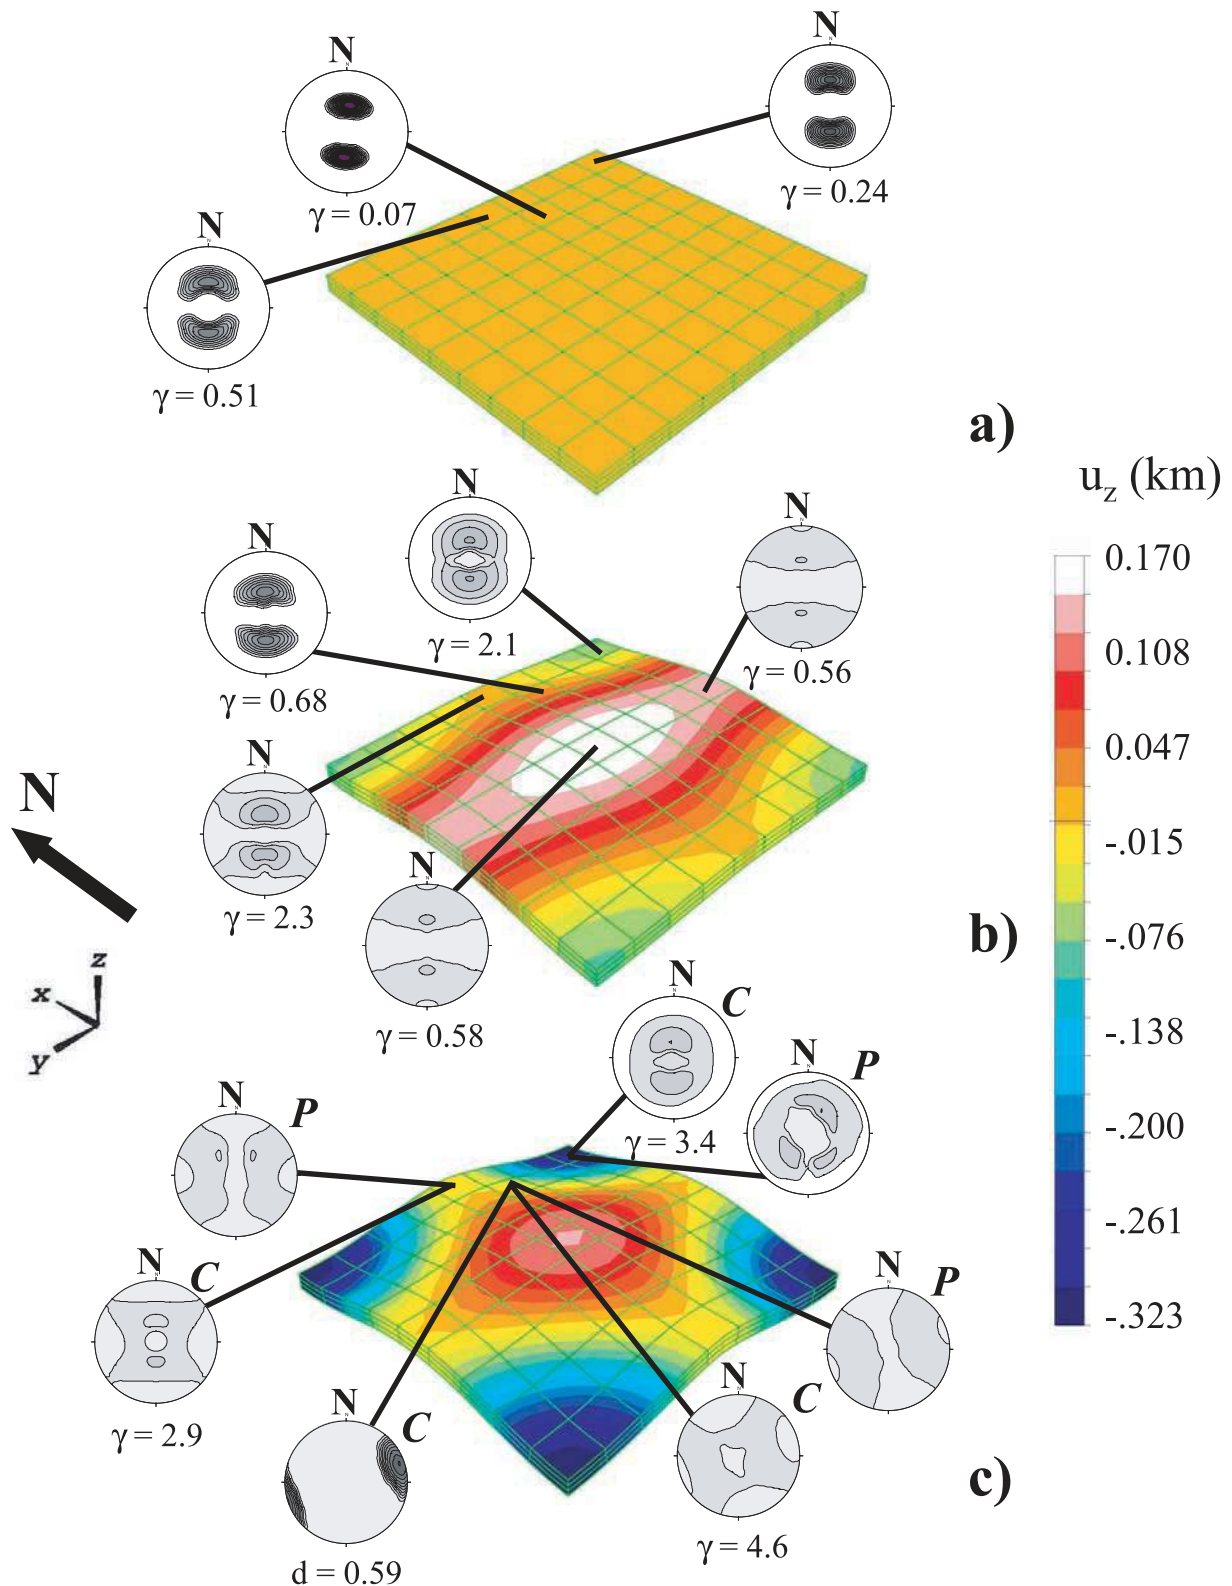 N
N
γ = 0.24
γ = 0.07
N
γ = 0.51
a)
u_z (km)
N
N
N
0.170
γ = 2.1
0.108
γ = 0.56
γ = 0.68
N
0.047
N
-.015
N
γ = 2.3
b)
-.076
z
x
y
γ = 0.58
N
C
-.138
N
P
N
P
γ = 3.4
-.200
-.261
N
C
N
P
-.323
γ = 2.9
N
C
N
C
c)
γ = 4.6
d = 0.59